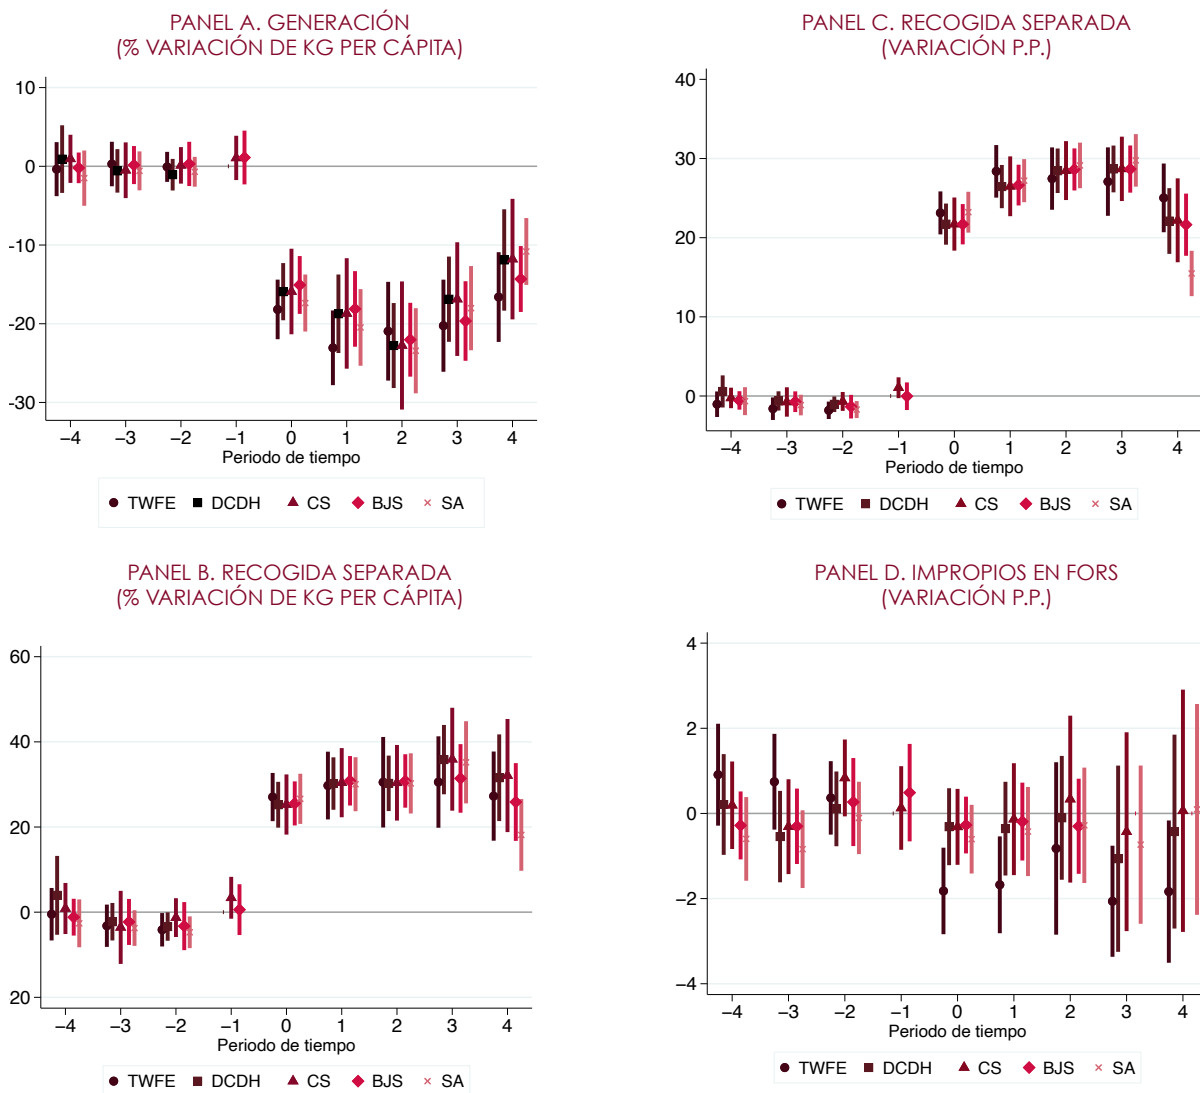 PANEL A. GENERACIÓN
(% VARIACIÓN DE KG PER CÁPITA)
10
0
-10
-20
-30
−4 −3 −2 −1 0 1 2 3 4
Periodo de tiempo
TWFE DCDH CS BJS SA
PANEL C. RECOGIDA SEPARADA
(VARIACIÓN P.P.)
40
30
20
10
0
−4 −3 −2 −1 0 1 2 3 4
Periodo de tiempo
TWFE DCDH CS BJS SA
PANEL B. RECOGIDA SEPARADA
(% VARIACIÓN DE KG PER CÁPITA)
60
40
20
0
20
−4 −3 −2 −1 0 1 2 3 4
Periodo de tiempo
TWFE DCDH CS BJS SA
PANEL D. IMPROPIOS EN FORS
(VARIACIÓN P.P.)
4
2
0
−2
−4
−4 −3 −2 −1 0 1 2 3 4
Periodo de tiempo
TWFE DCDH CS BJS SA